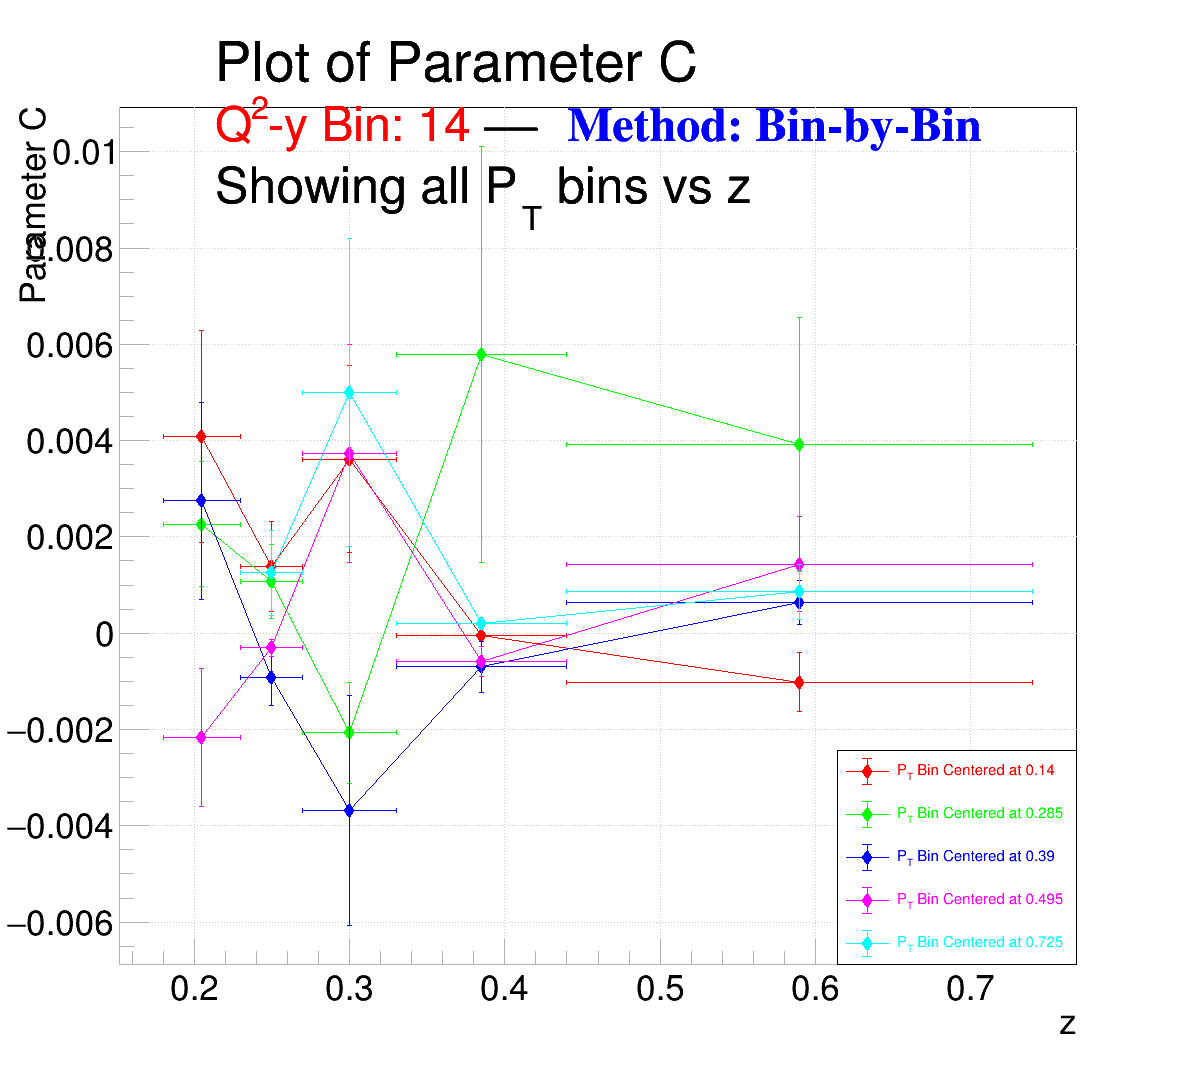 Plot of Parameter C
Q²-y Bin: 14 — Method: Bin-by-Bin
Showing all P_T bins vs z
Parameter C
0.01
0.008
0.006
0.004
0.002
0
−0.002
−0.004
−0.006
P_T Bin Centered at 0.14
P_T Bin Centered at 0.285
P_T Bin Centered at 0.39
P_T Bin Centered at 0.495
P_T Bin Centered at 0.725
0.2 0.3 0.4 0.5 0.6 0.7
z